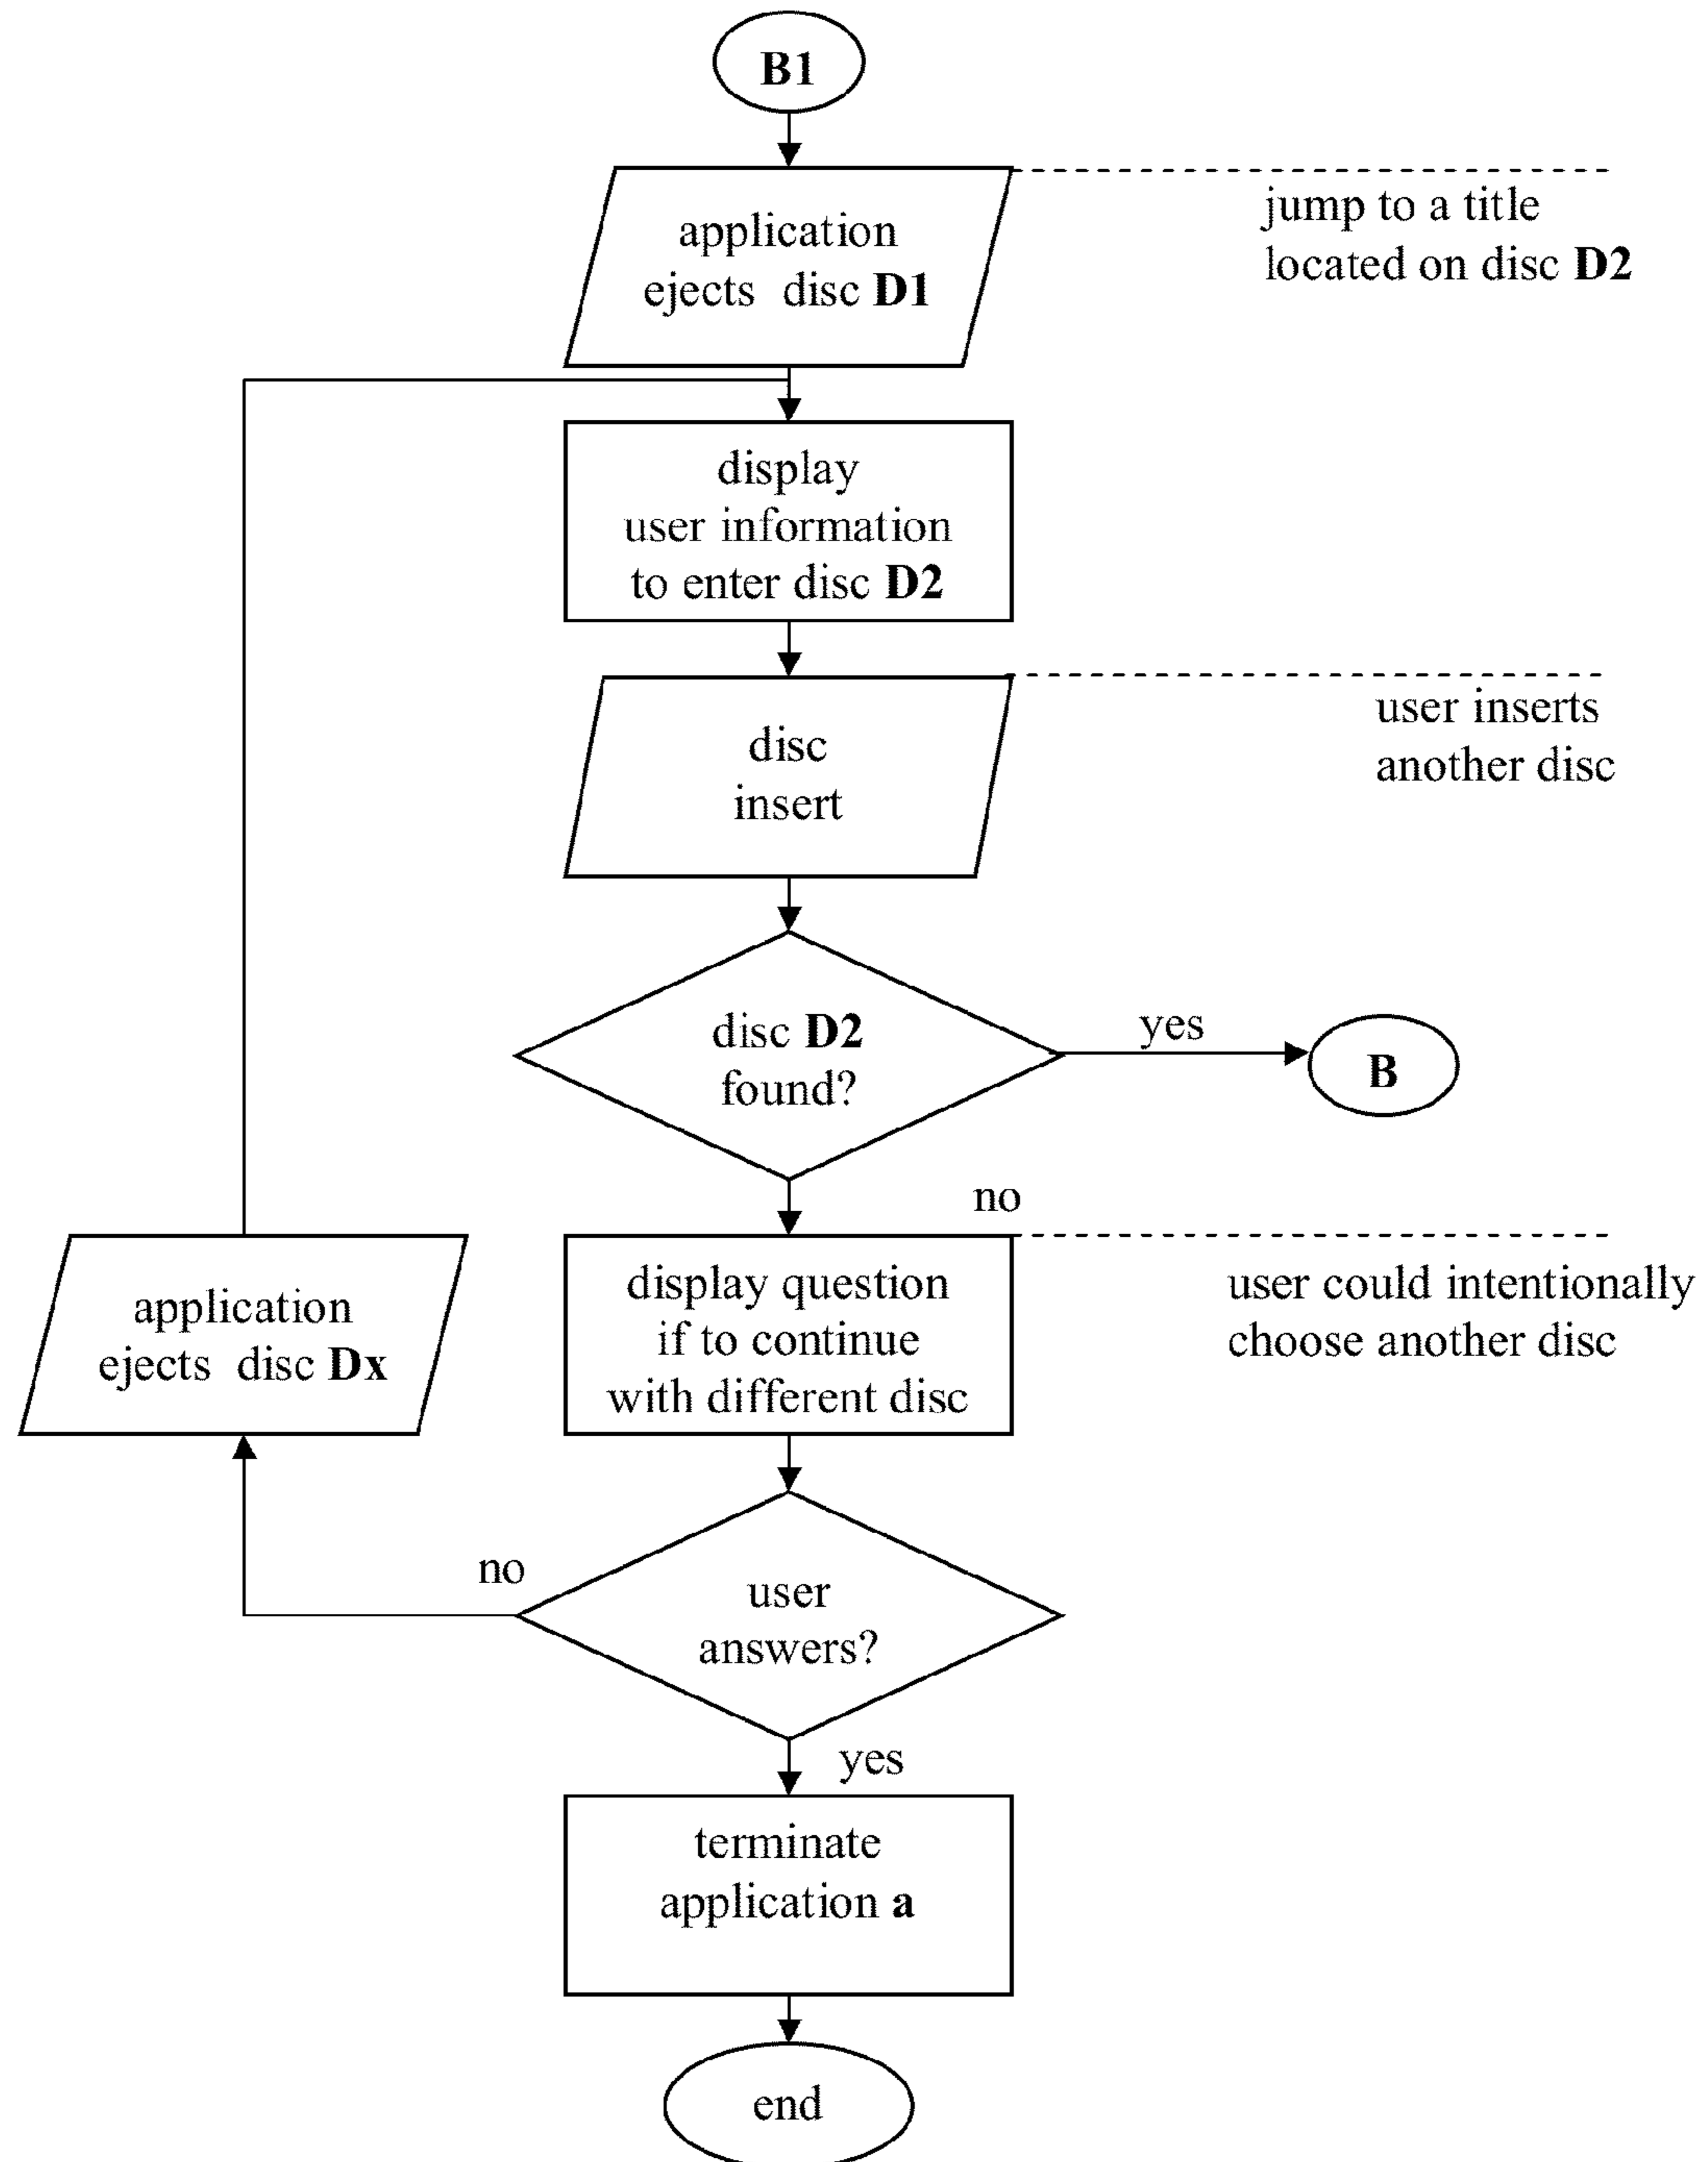 B1
application
ejects disc D1
jump to a title
located on disc D2
display
user information
to enter disc D2
disc
insert
user inserts
another disc
disc D2
found?
yes
B
no
display question
if to continue
with different disc
user could intentionally
choose another disc
application
ejects disc Dx
no
user
answers?
yes
terminate
application a
end